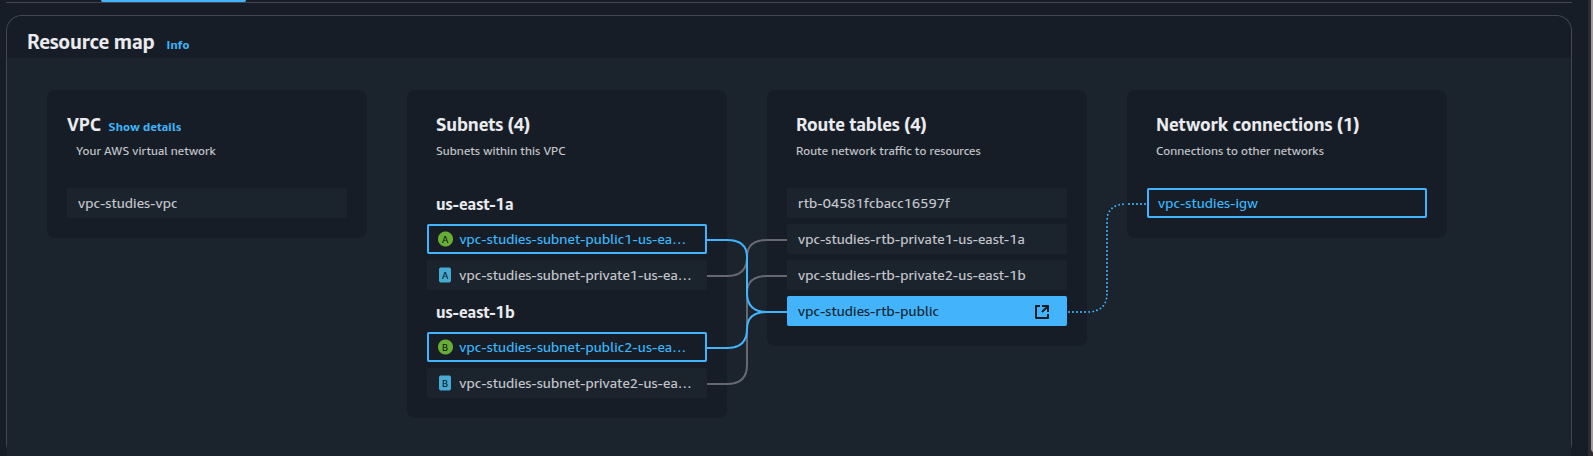 Resource map Info
VPC Show details
Your AWS virtual network
vpc-studies-vpc
Subnets (4)
Subnets within this VPC
us-east-1a
A vpc-studies-subnet-public1-us-ea...
A vpc-studies-subnet-private1-us-ea...
us-east-1b
B vpc-studies-subnet-public2-us-ea...
B vpc-studies-subnet-private2-us-ea...
Route tables (4)
Route network traffic to resources
rtb-04581fcbacc16597f
vpc-studies-rtb-private1-us-east-1a
vpc-studies-rtb-private2-us-east-1b
vpc-studies-rtb-public
Network connections (1)
Connections to other networks
vpc-studies-igw